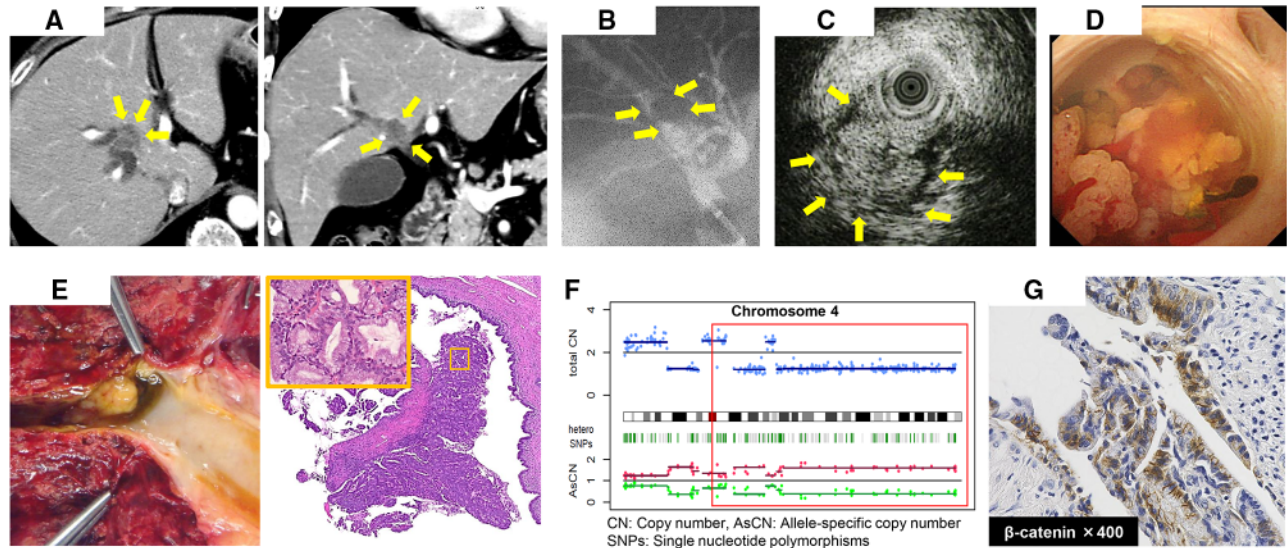 A
B
C
D
E
F
Chromosome 4
total CN
4
2
0
hetero
SNPs
AsCN
2
1
0
CN: Copy number, AsCN: Allele-specific copy number
SNPs: Single nucleotide polymorphisms
G
β-catenin ×400